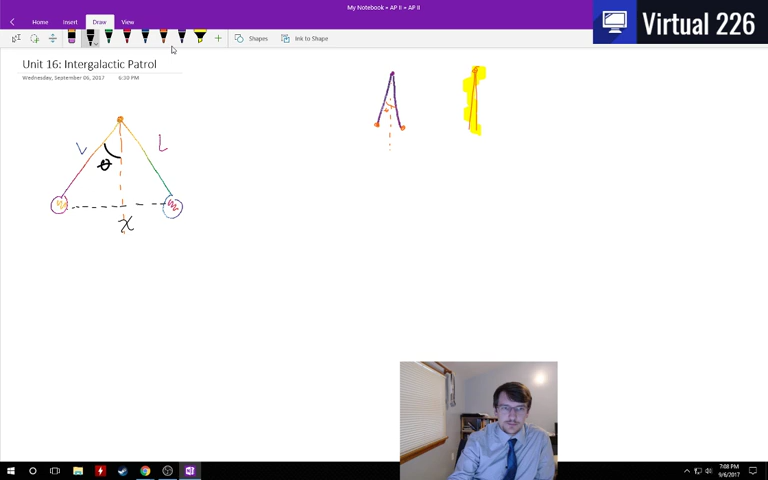 My Notebook » AP II » AP II
Virtual 226
Home Insert Draw View
Shapes Ink to Shape
Unit 16: Intergalactic Patrol
Wednesday, September 06, 2017 6:39 PM
L L
θ
m m
x
7:08 PM
9/6/2017